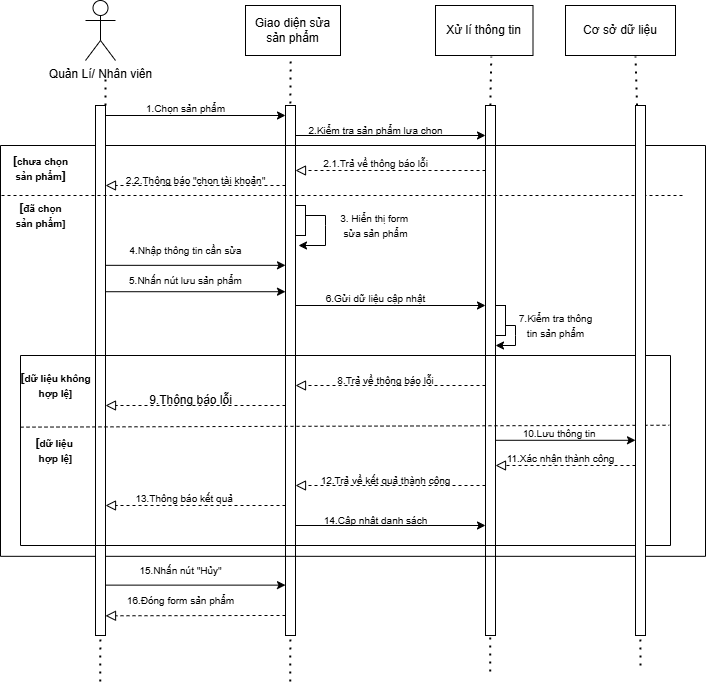 Giao diện sửa
sản phẩm
Xử lí thông tin
Cơ sở dữ liệu
Quản Lí/ Nhân viên
1.Chọn sản phẩm
2.Kiểm tra sản phẩm lưa chon
[chưa chọn
sản phẩm]
2.1.Trả về thông báo lỗi
2.2.Thông báo "chọn tài khoản"
[đã chọn
sản phẩm]
3. Hiển thị form
sửa sản phẩm
4.Nhập thông tin cần sửa
5.Nhấn nút lưu sản phẩm
6.Gửi dữ liệu cập nhật
7.Kiểm tra thông
tin sản phẩm
[dữ liệu không
hợp lệ]
8.Trả về thông báo lỗi
9.Thông báo lỗi
[dữ liệu
hợp lệ]
10.Lưu thông tin
11.Xác nhận thành công
12.Trả về kết quả thành công
13.Thông báo kết quả
14.Cập nhật danh sách
15.Nhấn nút "Hủy"
16.Đóng form sản phẩm